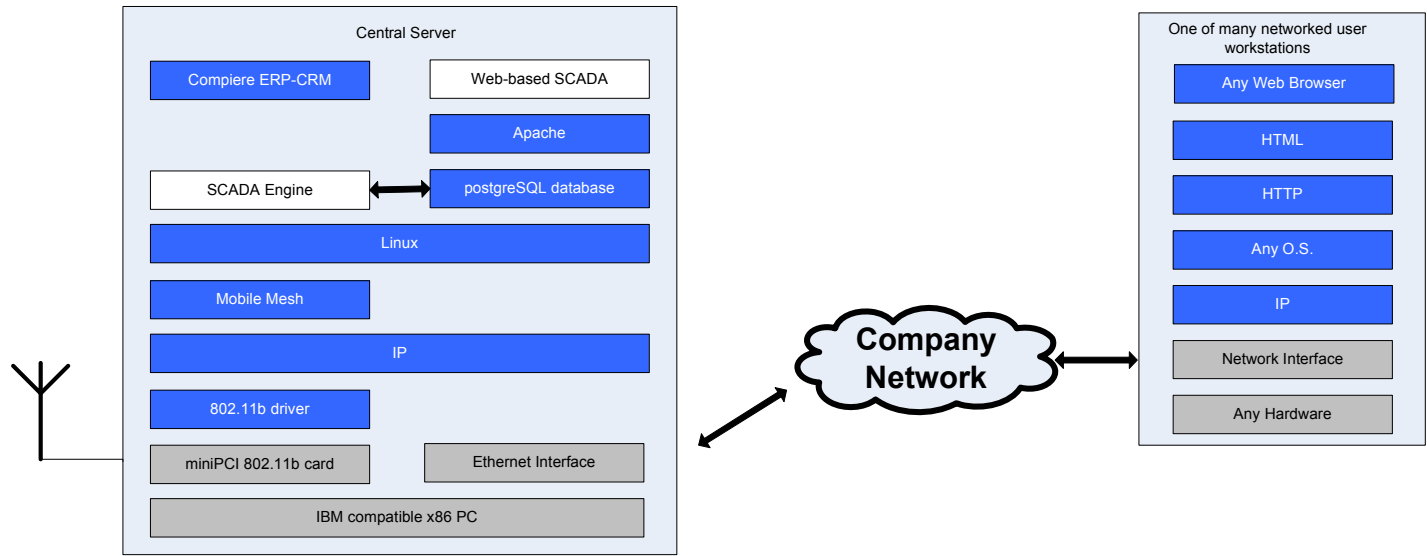 Central Server
Compiere ERP-CRM
Web-based SCADA
Apache
SCADA Engine
postgreSQL database
Linux
Mobile Mesh
IP
802.11b driver
miniPCI 802.11b card
Ethernet Interface
IBM compatible x86 PC
Company
Network
One of many networked user
workstations
Any Web Browser
HTML
HTTP
Any O.S.
IP
Network Interface
Any Hardware